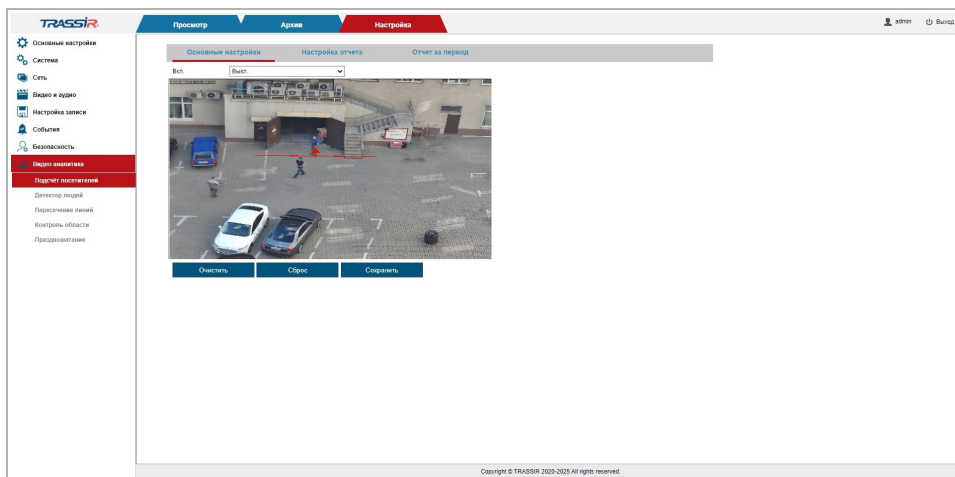 TRASSIR
Просмотр
Архив
Настройка
admin
Выход
Основные настройки
Система
Сеть
Видео и аудио
Настройка записи
События
Безопасность
Видео аналитика
Подсчёт посетителей
Детектор людей
Пересечение линий
Контроль области
Праздношатание
Основные настройки
Настройка отчета
Отчет за период
Вкл.
Выкл.
Очистить
Сброс
Сохранить
Copyright © TRASSIR 2020-2025 All rights reserved.